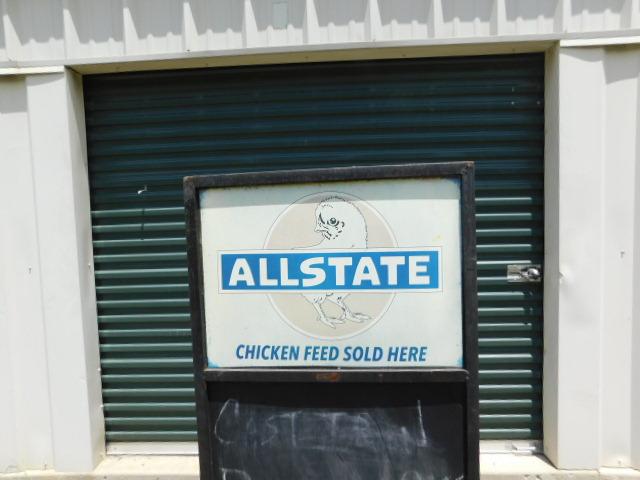 ALLSTATE
CHICKEN FEED SOLD HERE